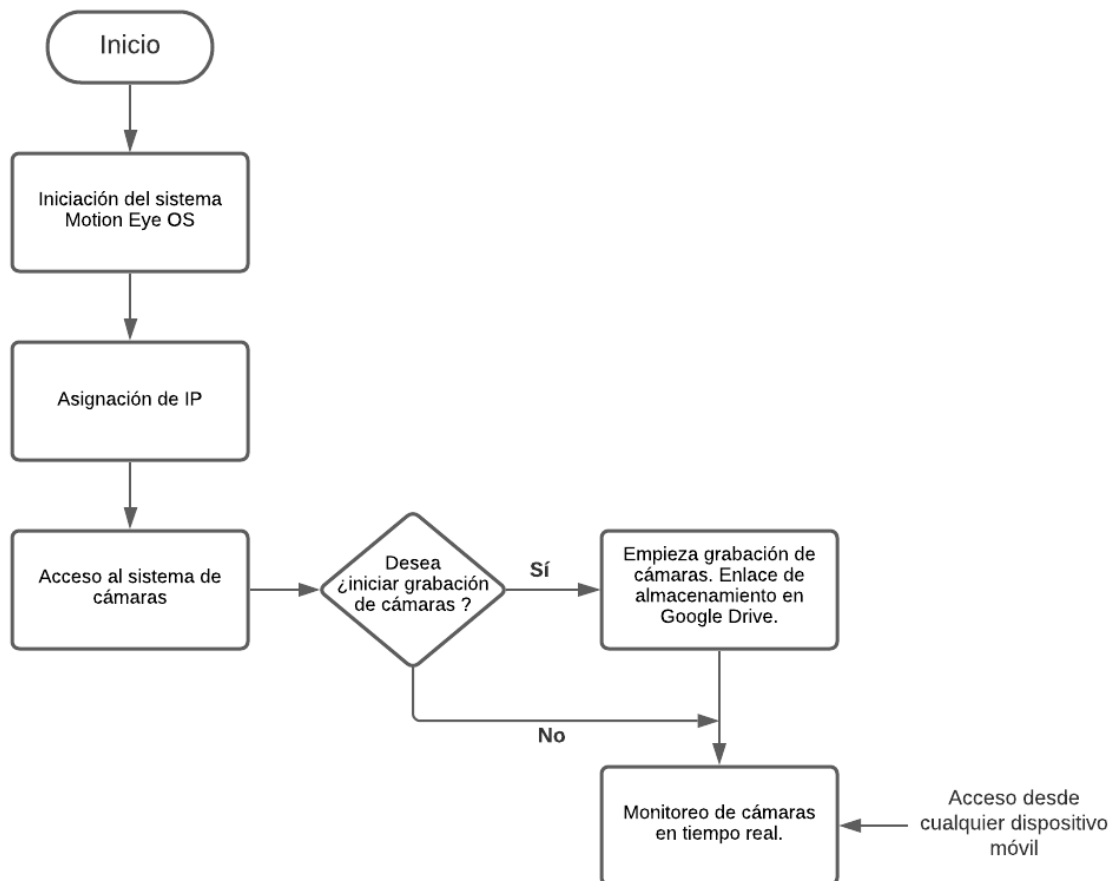 Inicio
Iniciación del sistema
Motion Eye OS
Asignación de IP
Acceso al sistema de
cámaras
Desea
¿iniciar grabación
de cámaras ?
Sí
Empieza grabación de
cámaras. Enlace de
almacenamiento en
Google Drive.
No
Monitoreo de cámaras
en tiempo real.
Acceso desde
cualquier dispositivo
móvil